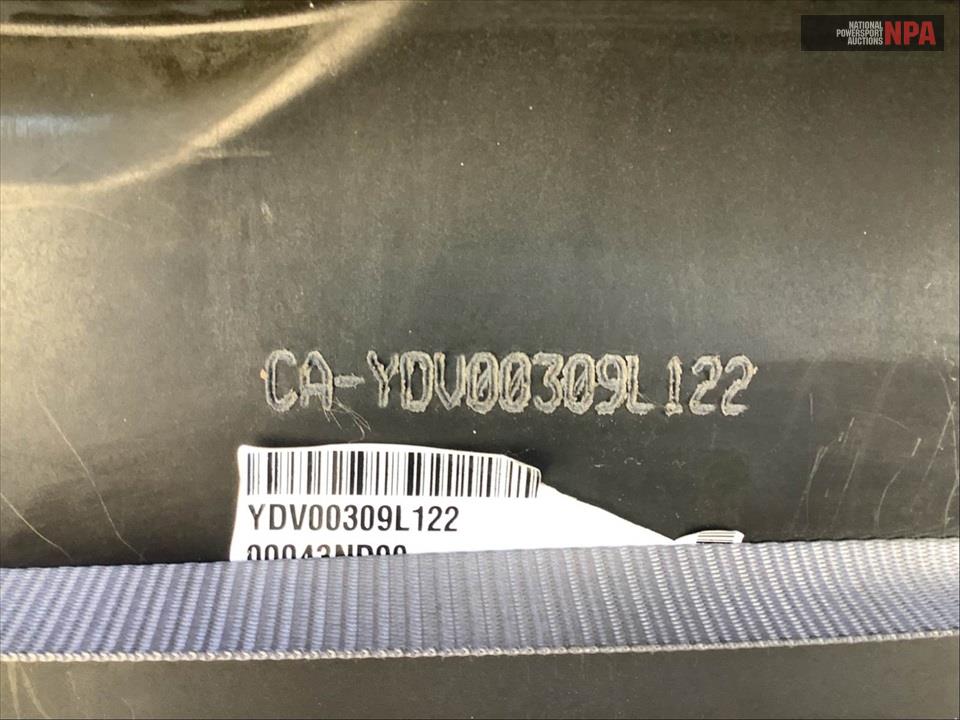 NATIONAL
POWERSPORT
AUCTIONS
NPA
CA-YDV00309L122
YDV00309L122